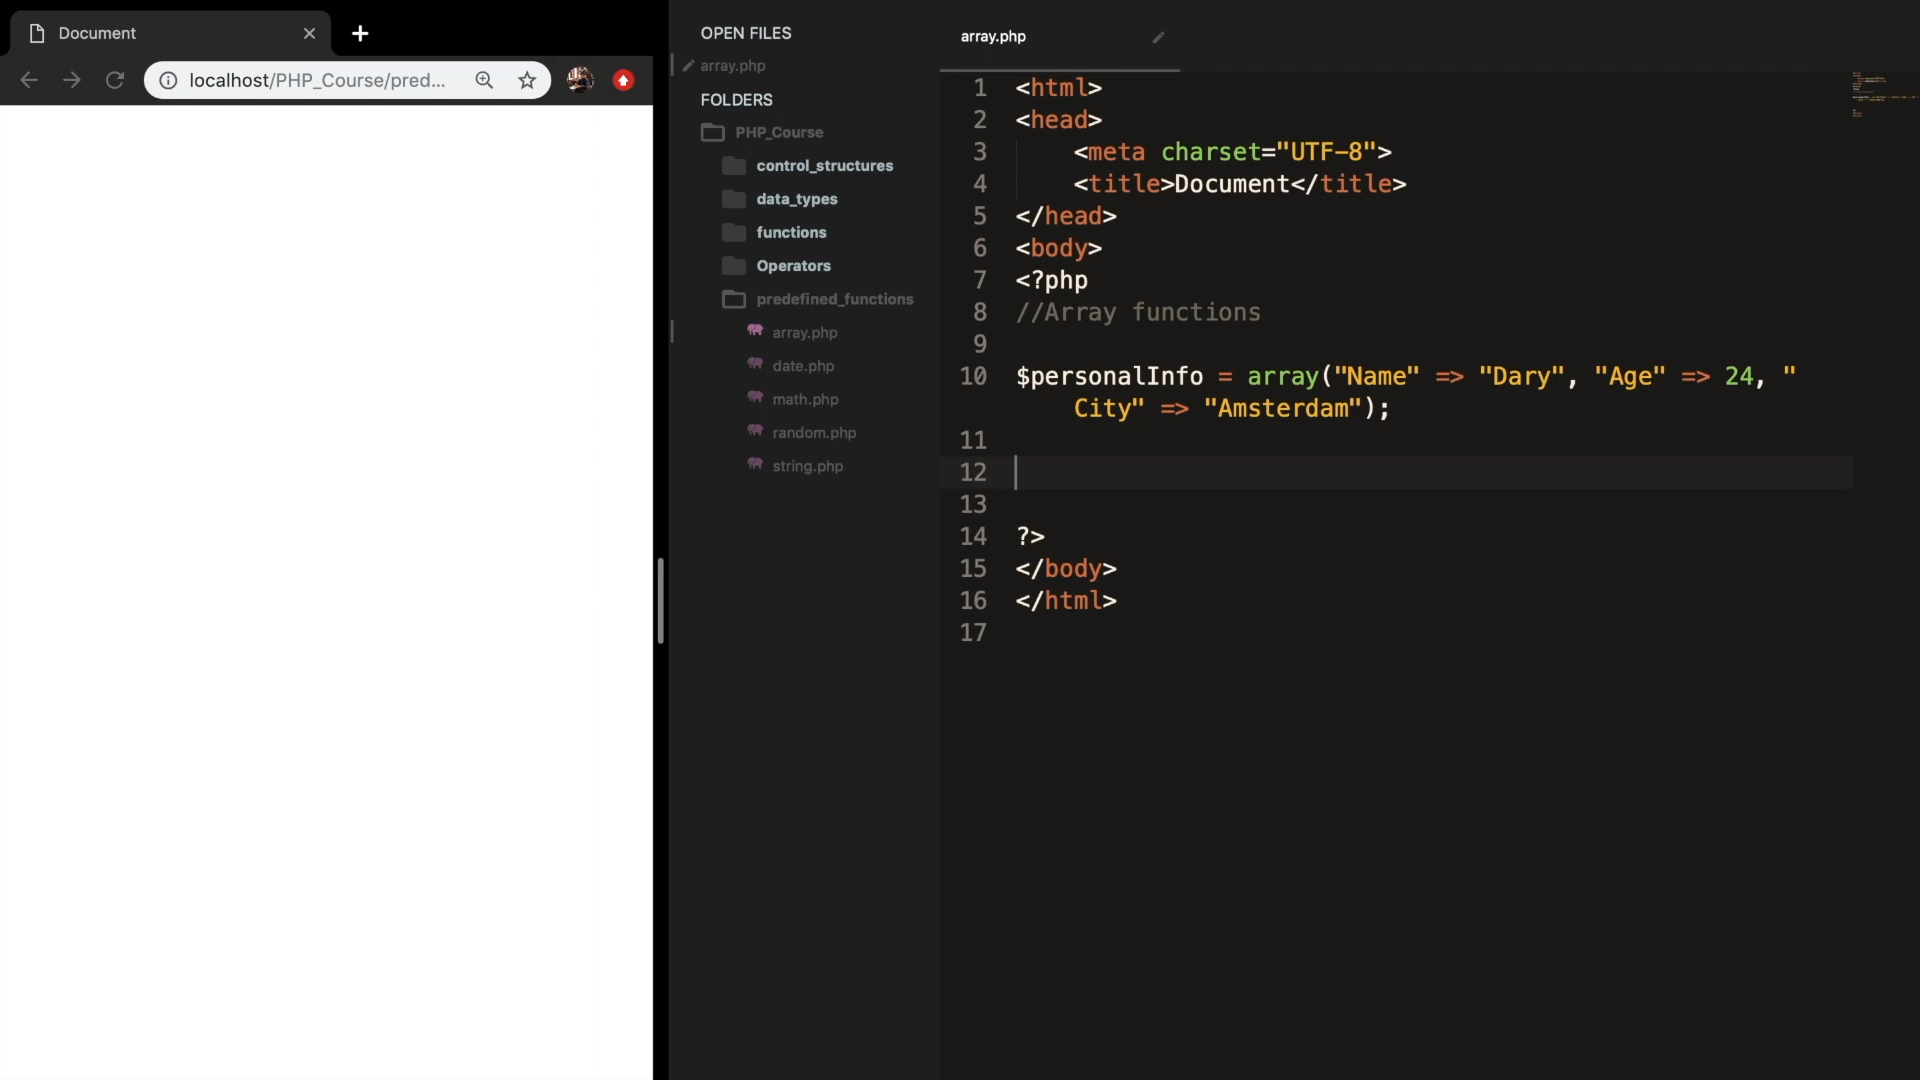 Document
localhost/PHP_Course/pred...
OPEN FILES
array.php
FOLDERS
PHP_Course
control_structures
data_types
functions
Operators
predefined_functions
array.php
date.php
math.php
random.php
string.php
array.php
1 <html>
2 <head>
3 <meta charset="UTF-8">
4 <title>Document</title>
5 </head>
6 <body>
7 <?php
8 //Array functions
9
10 $personalInfo = array("Name" => "Dary", "Age" => 24, "
City" => "Amsterdam");
11
12
13
14 ?>
15 </body>
16 </html>
17